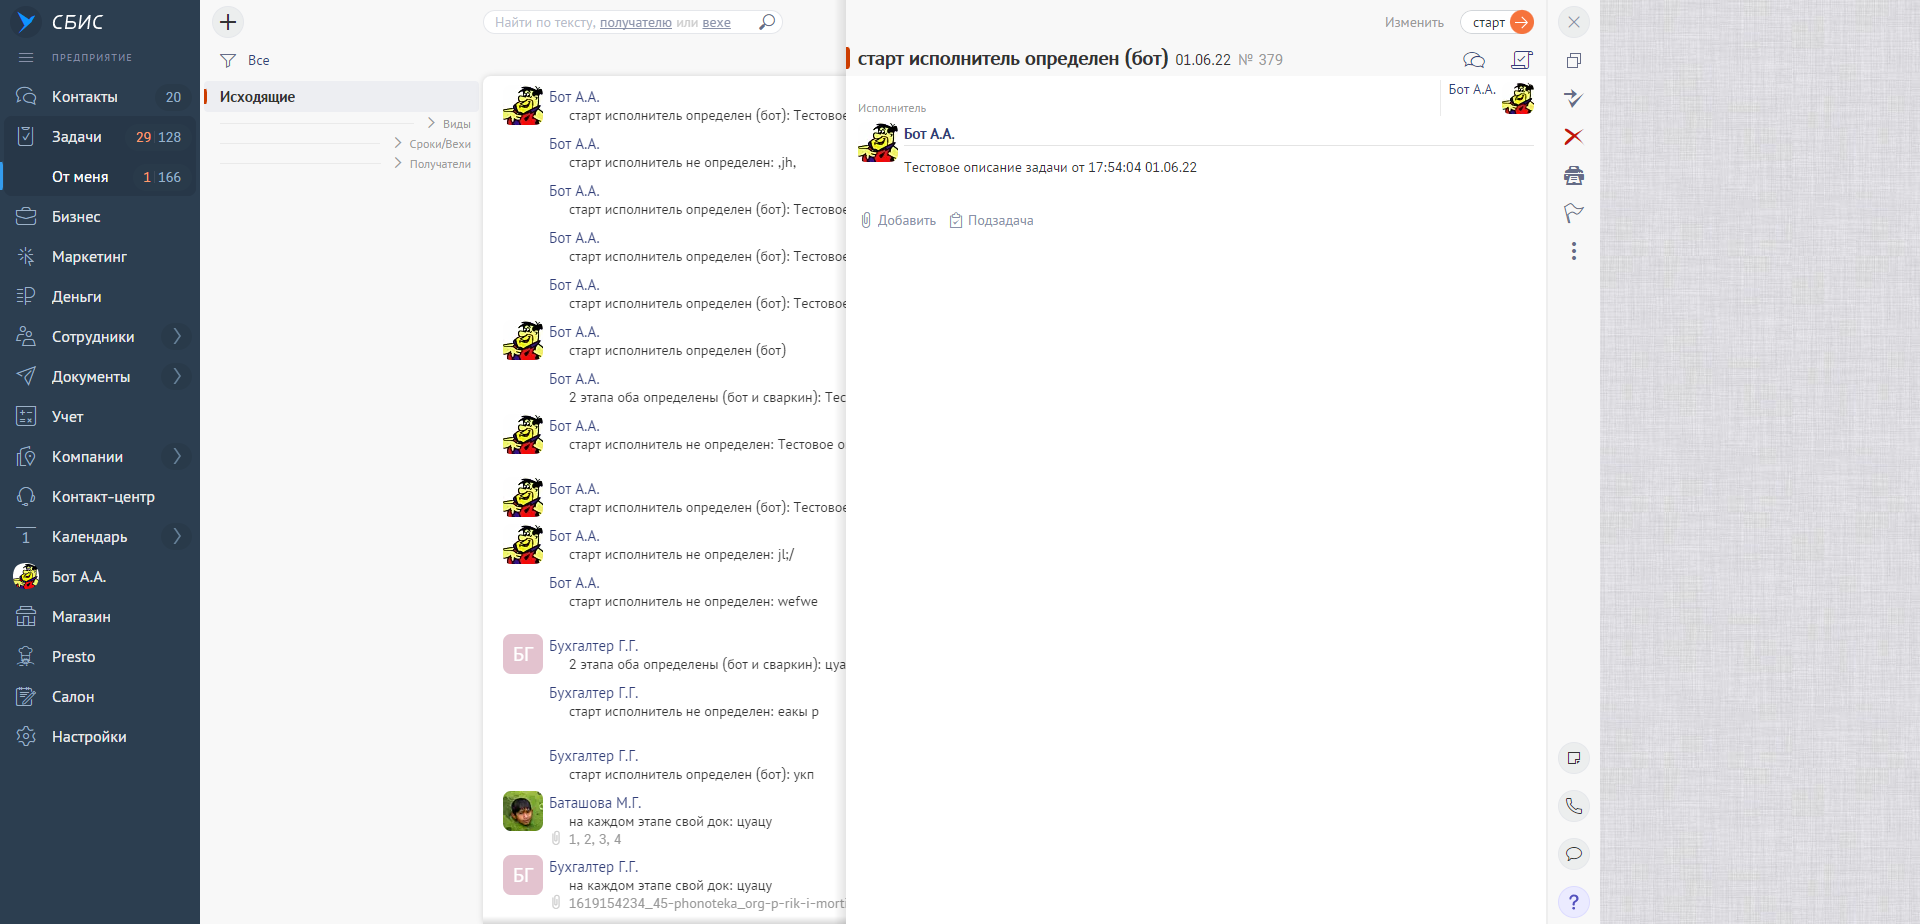 СБИС
ПРЕДПРИЯТИЕ
Контакты 20
Задачи 29 128
От меня 1 166
Бизнес
Маркетинг
Деньги
Сотрудники
Документы
Учет
Компании
Контакт-центр
1 Календарь
Бот А.А.
Магазин
Presto
Салон
Настройки
Найти по тексту, получателю или вехе
Все
Исходящие
Виды
Сроки/Вехи
Получатели
Бот А.А.
старт исполнитель определен (бот): Тестовое
Бот А.А.
старт исполнитель не определен: ,jh,
Бот А.А.
старт исполнитель определен (бот): Тестовое
Бот А.А.
старт исполнитель определен (бот): Тестовое
Бот А.А.
старт исполнитель определен (бот): Тестовое
Бот А.А.
старт исполнитель определен (бот)
Бот А.А.
2 этапа оба определены (бот и сваркин): Тес
Бот А.А.
старт исполнитель не определен: Тестовое о
Бот А.А.
старт исполнитель определен (бот): Тестовое
Бот А.А.
старт исполнитель не определен: jl;/
Бот А.А.
старт исполнитель не определен: wefwe
БГ
Бухгалтер Г.Г.
2 этапа оба определены (бот и сваркин): цуа
Бухгалтер Г.Г.
старт исполнитель не определен: еакы р
Бухгалтер Г.Г.
старт исполнитель определен (бот): укп
Баташова М.Г.
на каждом этапе свой док: цуацу
1, 2, 3, 4
БГ
Бухгалтер Г.Г.
на каждом этапе свой док: цуацу
1619154234_45-phonoteka_org-p-rik-i-morti
Изменить старт
старт исполнитель определен (бот) 01.06.22 № 379
Бот А.А.
Исполнитель
Бот А.А.
Тестовое описание задачи от 17:54:04 01.06.22
Добавить Подзадача
?